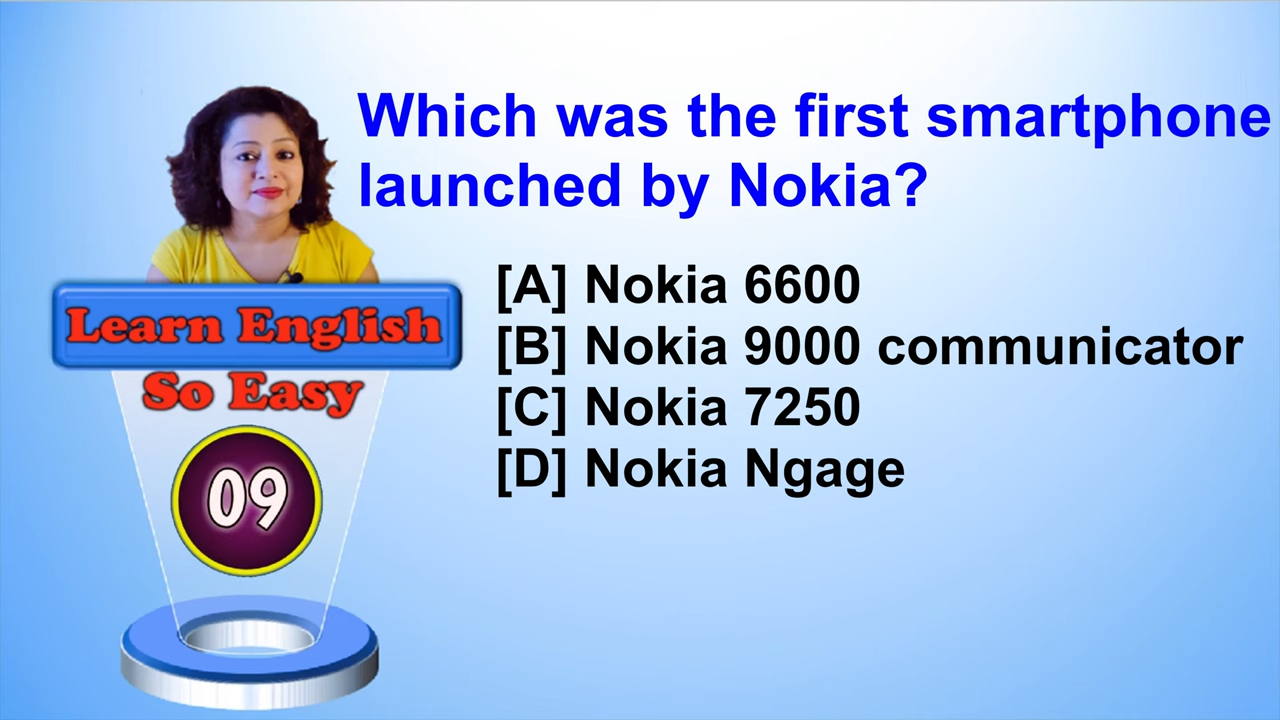 Which was the first smartphone
launched by Nokia?
[A] Nokia 6600
[B] Nokia 9000 communicator
[C] Nokia 7250
[D] Nokia Ngage
Learn English
So Easy
09